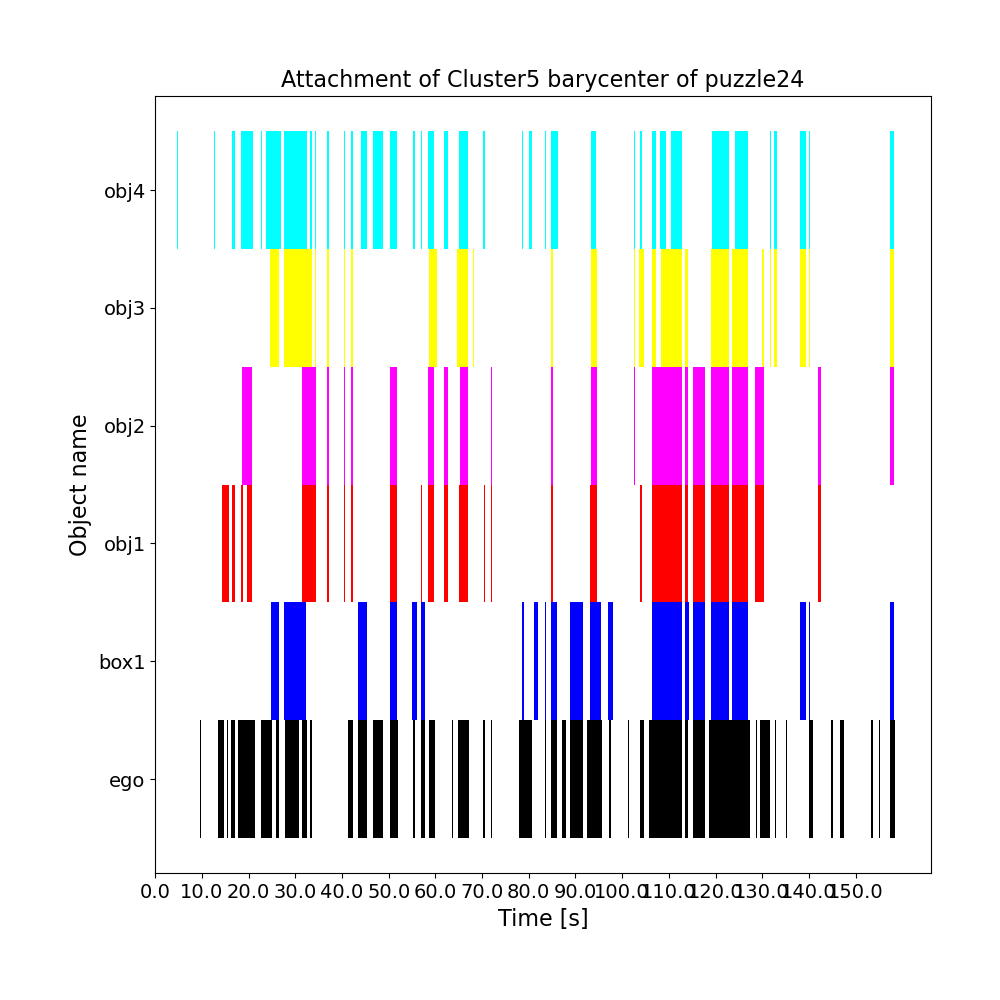 Attachment of Cluster5 barycenter of puzzle24
obj4
obj3
obj2
obj1
box1
ego
Object name
0.0 10.0 20.0 30.0 40.0 50.0 60.0 70.0 80.0 90.0 100.0 110.0 120.0 130.0 140.0 150.0
Time [s]